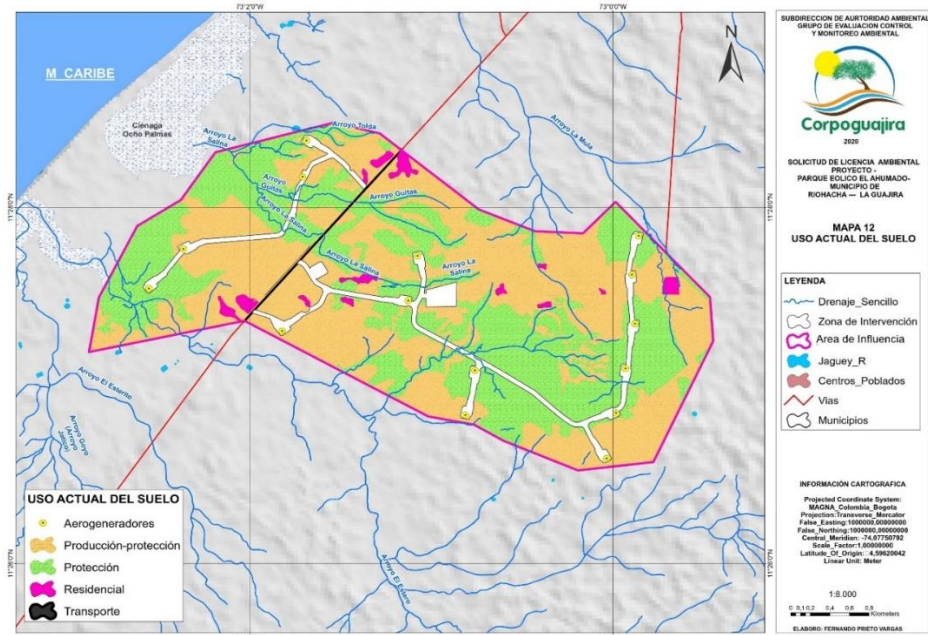 73°2'0"W
73°0'0"W
N
M_CARIBE
Cienaga
Ocho Palmas
Arroyo La
Salina
Arroyo Tolda
Arroyo La Mula
Arroyo
Guitas
Arroyo Guitas
Arroyo La Salina
Arroyo La Salina
Arroyo La
Salina
11°28'0"N
11°28'0"N
Arroyo El Esterito
Arroyo Goyo
(Arroyo
Jalico)
Arroyo El Estero
11°26'0"N
11°26'0"N
USO ACTUAL DEL SUELO
Aerogeneradores
Producción-protección
Protección
Residencial
Transporte
SUBDIRECCION DE AURTORIDAD AMBIENTAL
GRUPO DE EVALUACION CONTROL
Y MONITOREO AMBIENTAL
Corpoguajira
2020
SOLICITUD DE LICENCIA AMBIENTAL
PROYECTO -
PARQUE EOLICO EL AHUMADO-
MUNICIPIO DE
RIOHACHA — LA GUAJIRA
MAPA 12
USO ACTUAL DEL SUELO
LEYENDA
Drenaje_Sencillo
Zona de Intervención
Area de Influencia
Jaguey_R
Centros_Poblados
Vias
Municipios
INFORMACIÓN CARTOGRAFICA
Projected Coordinate System:
MAGNA_Colombia_Bogota
Projection:Transverse_Mercator
False_Easting:1000000,00000000
False_Northing:1000000,00000000
Central_Meridian: -74,07750792
Scale_Factor:1,00000000
Latitude_Of_Origin: 4,59620042
Linear Unit: Meter
1:8.000
0 0,1 0,2 0,4 0,6 0,8
Kilometers
ELABORO: FERNANDO PRIETO VARGAS